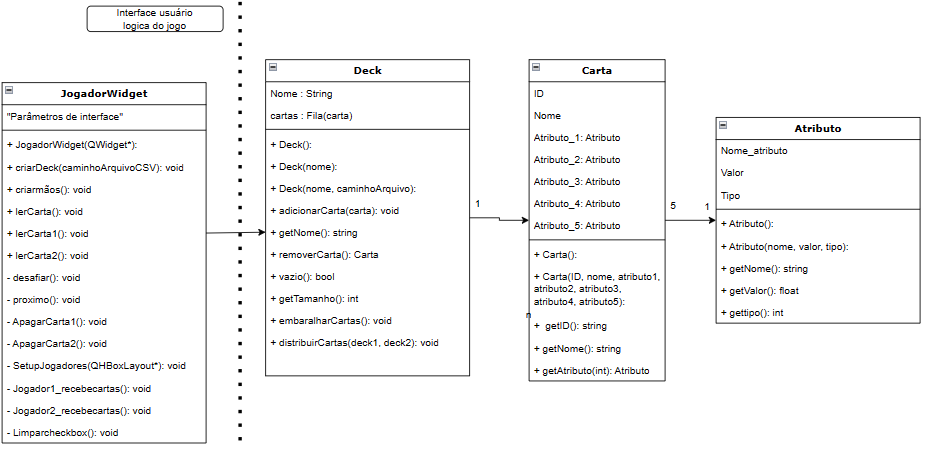 Interface usuário
logica do jogo
JogadorWidget
"Parâmetros de interface"
+ JogadorWidget(QWidget*):
+ criarDeck(caminhoArquivoCSV): void
+ criarmãos(): void
+ lerCarta(): void
+ lerCarta1(): void
+ lerCarta2(): void
- desafiar(): void
- proximo(): void
- ApagarCarta1(): void
- ApagarCarta2(): void
- SetupJogadores(QHBoxLayout*): void
- Jogador1_recebecartas(): void
- Jogador2_recebecartas(): void
- Limparcheckbox(): void
Deck
Nome : String
cartas : Fila(carta)
+ Deck():
+ Deck(nome):
+ Deck(nome, caminhoArquivo):
+ adicionarCarta(carta): void
+ getNome(): string
+ removerCarta(): Carta
+ vazio(): bool
+ getTamanho(): int
+ embaralharCartas(): void
+ distribuirCartas(deck1, deck2): void
1
n
Carta
ID
Nome
Atributo_1: Atributo
Atributo_2: Atributo
Atributo_3: Atributo
Atributo_4: Atributo
Atributo_5: Atributo
+ Carta():
+ Carta(ID, nome, atributo1,
atributo2, atributo3,
atributo4, atributo5):
+ getID(): string
+ getNome(): string
+ getAtributo(int): Atributo
5
1
Atributo
Nome_atributo
Valor
Tipo
+ Atributo():
+ Atributo(nome, valor, tipo):
+ getNome(): string
+ getValor(): float
+ gettipo(): int